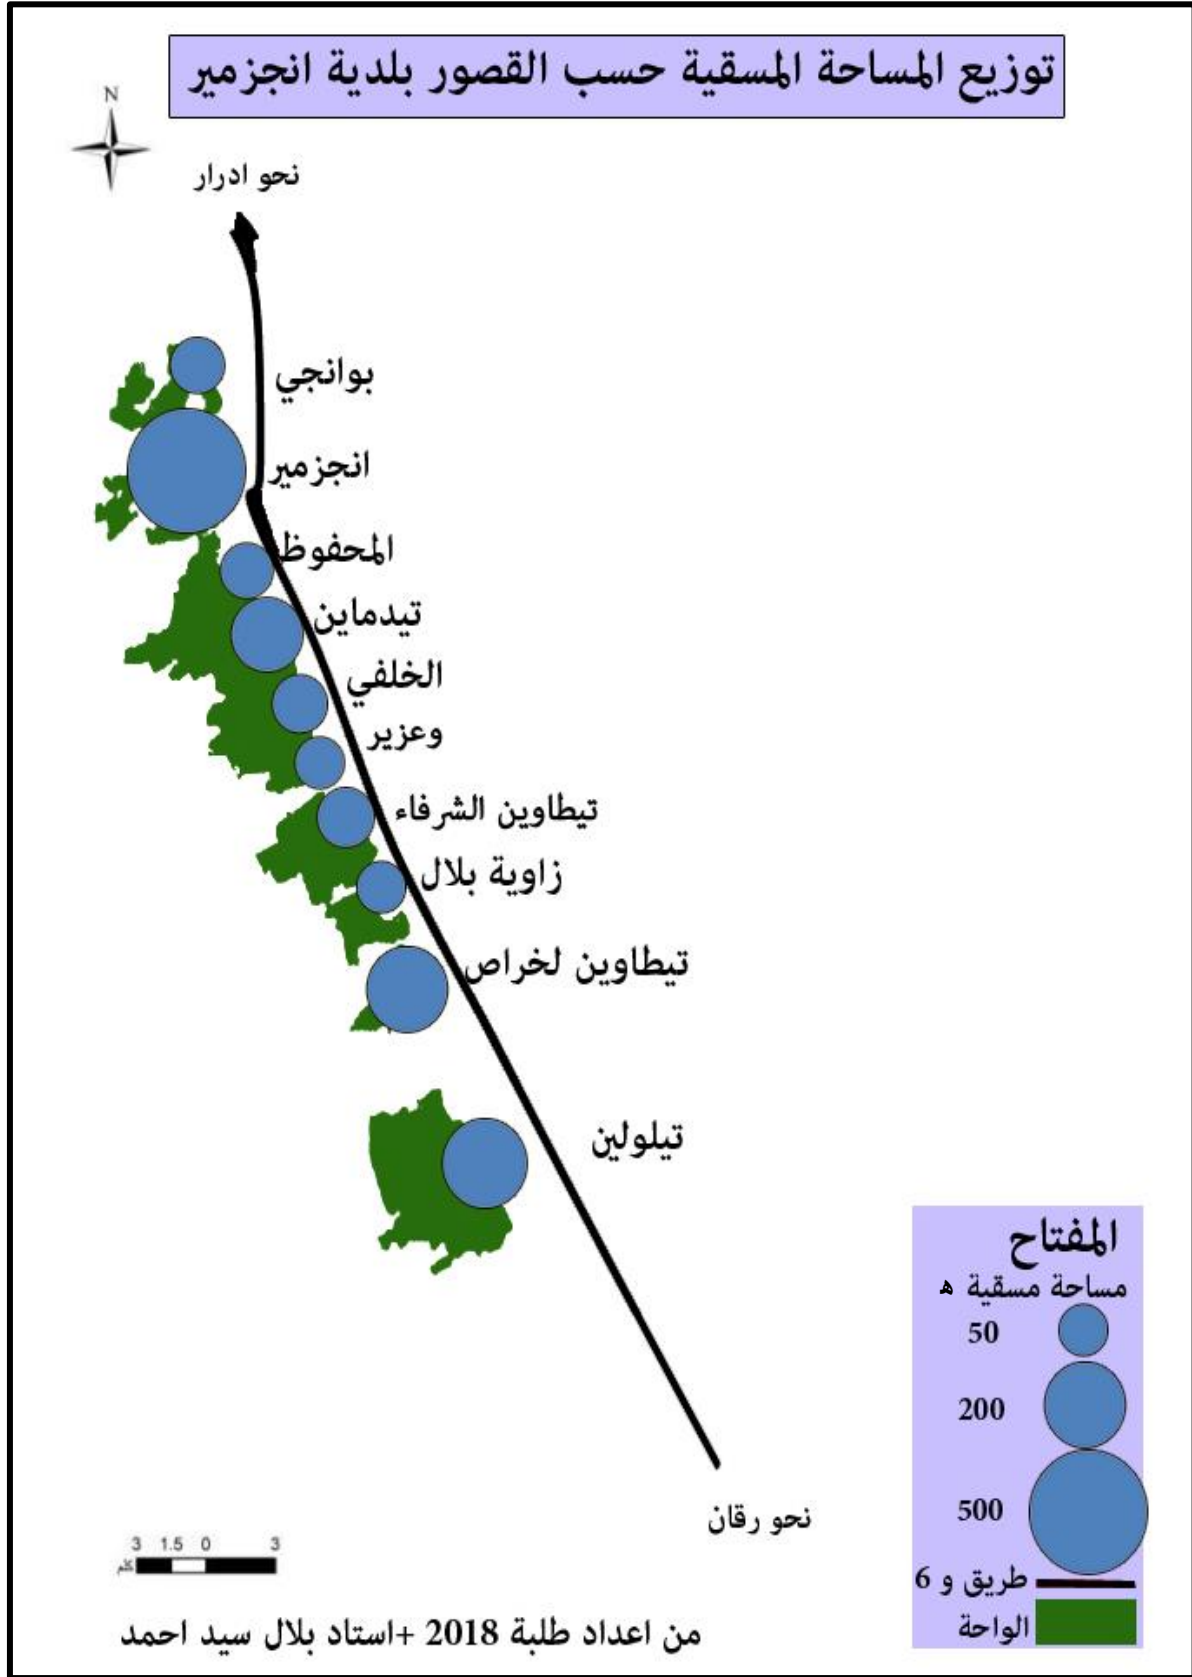 توزيع المساحة المسقية حسب القصور بلدية انجزمير
N
نحو ادرار
بوانجي
انجزمير
المحفوظ
تيدماين
الخلفي
وعزير
تيطاوين الشرفاء
زاوية بلال
تيطاوين لخراص
تيلولين
نحو رقان
المفتاح
مساحة مسقية ه
50
200
500
طريق و 6
الواحة
3 1.5 0 3
كلم
من اعداد طلبة 2018 +استاد بلال سيد احمد